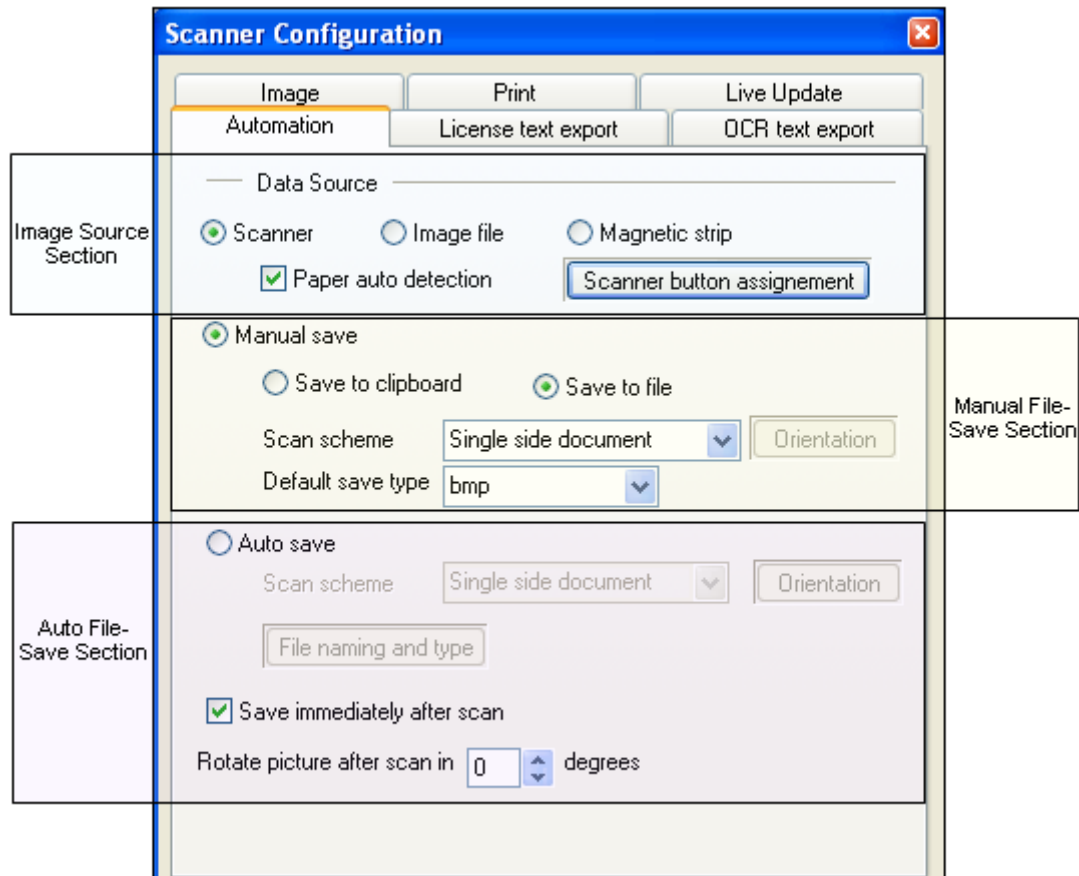 Scanner Configuration
Image Print Live Update
Automation License text export OCR text export
Data Source
Image Source
Section
Scanner Image file Magnetic strip
Paper auto detection Scanner button assignement
Manual save
Save to clipboard Save to file
Manual File-
Save Section
Scan scheme Single side document Orientation
Default save type bmp
Auto save
Scan scheme Single side document Orientation
Auto File-
Save Section
File naming and type
Save immediately after scan
Rotate picture after scan in 0 degrees